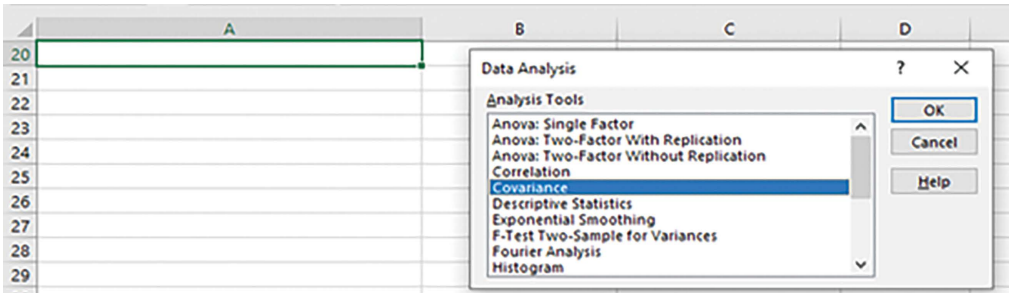 A B C D
20
21
22
23
24
25
26
27
28
29
Data Analysis ? ×
Analysis Tools
Anova: Single Factor
Anova: Two-Factor With Replication
Anova: Two-Factor Without Replication
Correlation
Covariance
Descriptive Statistics
Exponential Smoothing
F-Test Two-Sample for Variances
Fourier Analysis
Histogram
OK
Cancel
Help